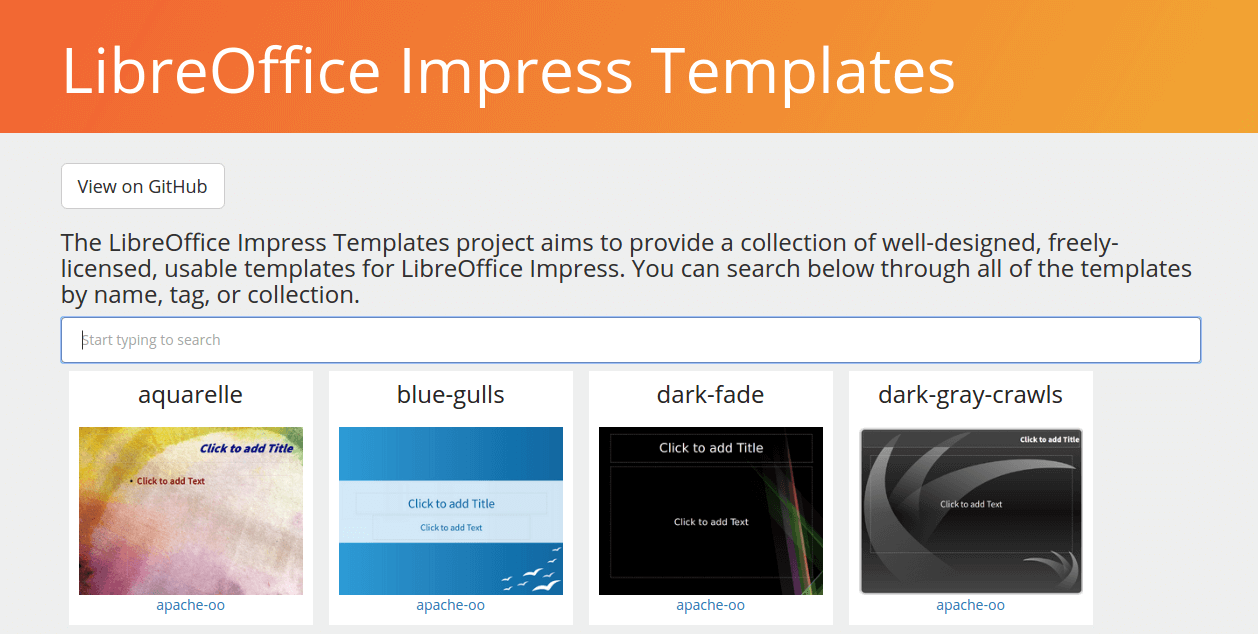 LibreOffice Impress Templates
View on GitHub
The LibreOffice Impress Templates project aims to provide a collection of well-designed, freely-
licensed, usable templates for LibreOffice Impress. You can search below through all of the templates
by name, tag, or collection.
Start typing to search
aquarelle
Click to add Title
• Click to add Text
apache-oo
blue-gulls
Click to add Title
Click to add Text
apache-oo
dark-fade
Click to add Title
Click to add Text
apache-oo
dark-gray-crawls
Click to add Title
Click to add Text
apache-oo